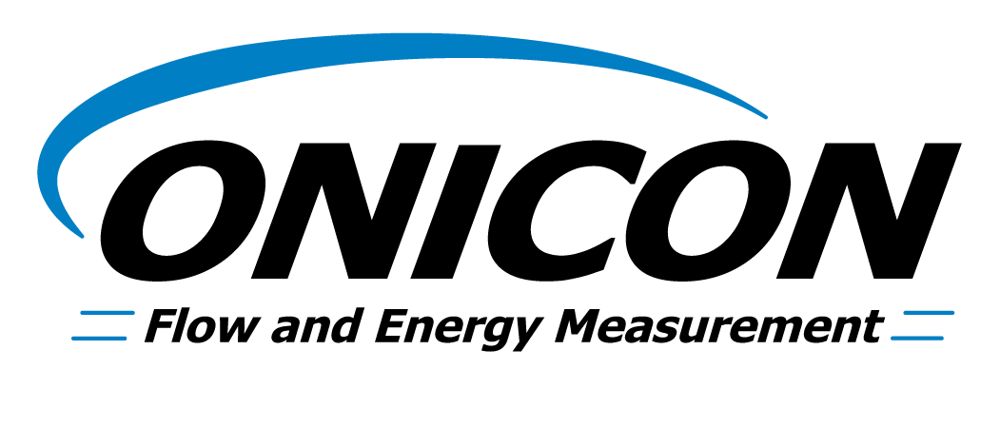 ONICON
Flow and Energy Measurement